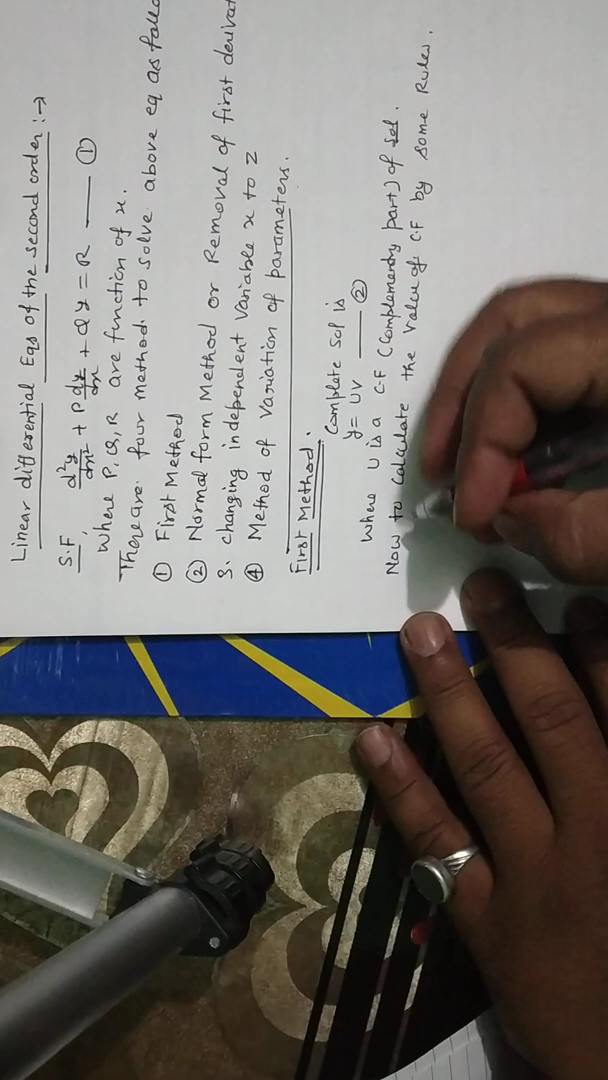 Linear differential Eqs of the second order:→
S.F, d²y/dx² + P dy/dx + Qy = R —— ①
Where P, Q, R are function of x.
There are four method to solve above eq as
① First Method
② Normal form Method or Removal of first
3. changing independent variable x to z
④ Method of variation of parameters.
First Method.
Complete Sol is
y = uv —— ②
Where u is a C.F (Complementry part) of sol.
Now to Calculate the value of C.F by some Rules.